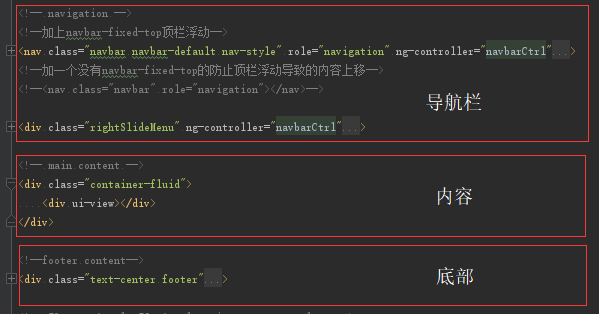 <!-- navigation -->
<!--加上navbar-fixed-top顶栏浮动-->
<nav class="navbar navbar-default nav-style" role="navigation" ng-controller="navbarCtrl"...>
<!--加一个没有navbar-fixed-top的防止顶栏浮动导致的内容上移-->
<!--<nav class="navbar" role="navigation"></nav>-->
导航栏
<div class="rightSlideMenu" ng-controller="navbarCtrl"...>
<!-- main content -->
<div class="container-fluid">
<div ui-view></div>
内容
</div>
<!--footer content-->
<div class="text-center footer"...>
底部